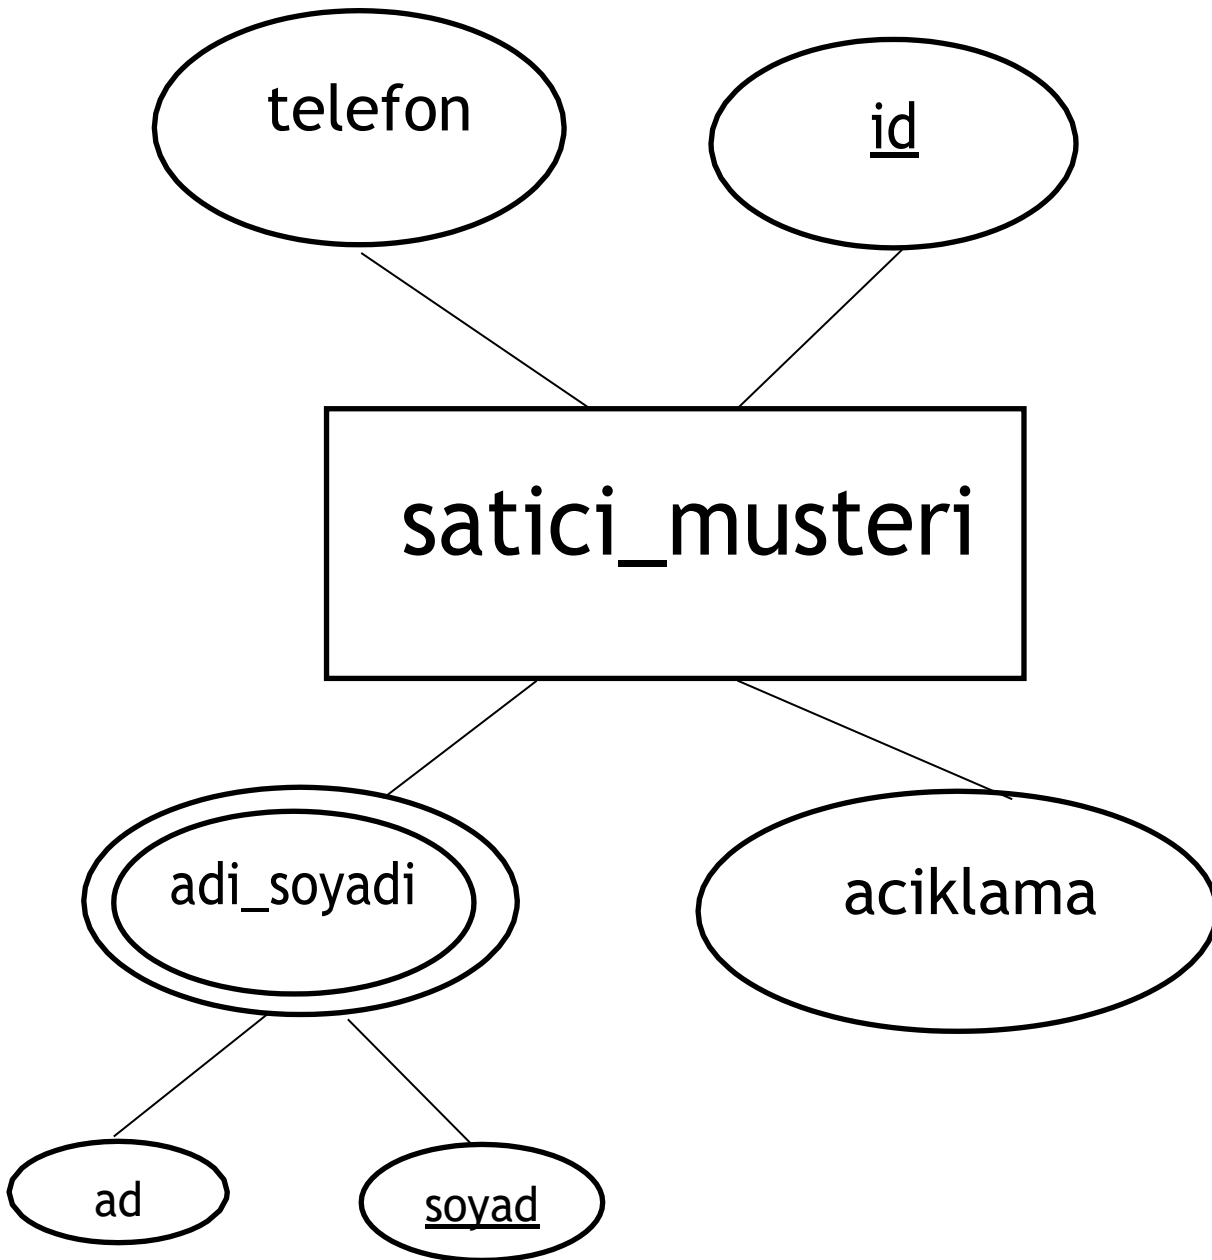 telefon
id
satici_musteri
adi_soyadi
aciklama
ad
soyad